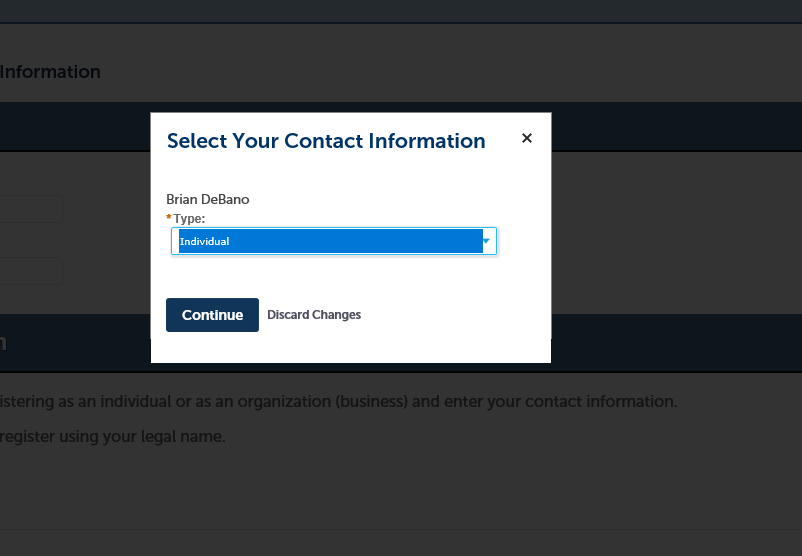 Information
Select Your Contact Information
×
Brian DeBano
*Type:
Individual
Continue
Discard Changes
istering as an individual or as an organization (business) and enter your contact information.
register using your legal name.